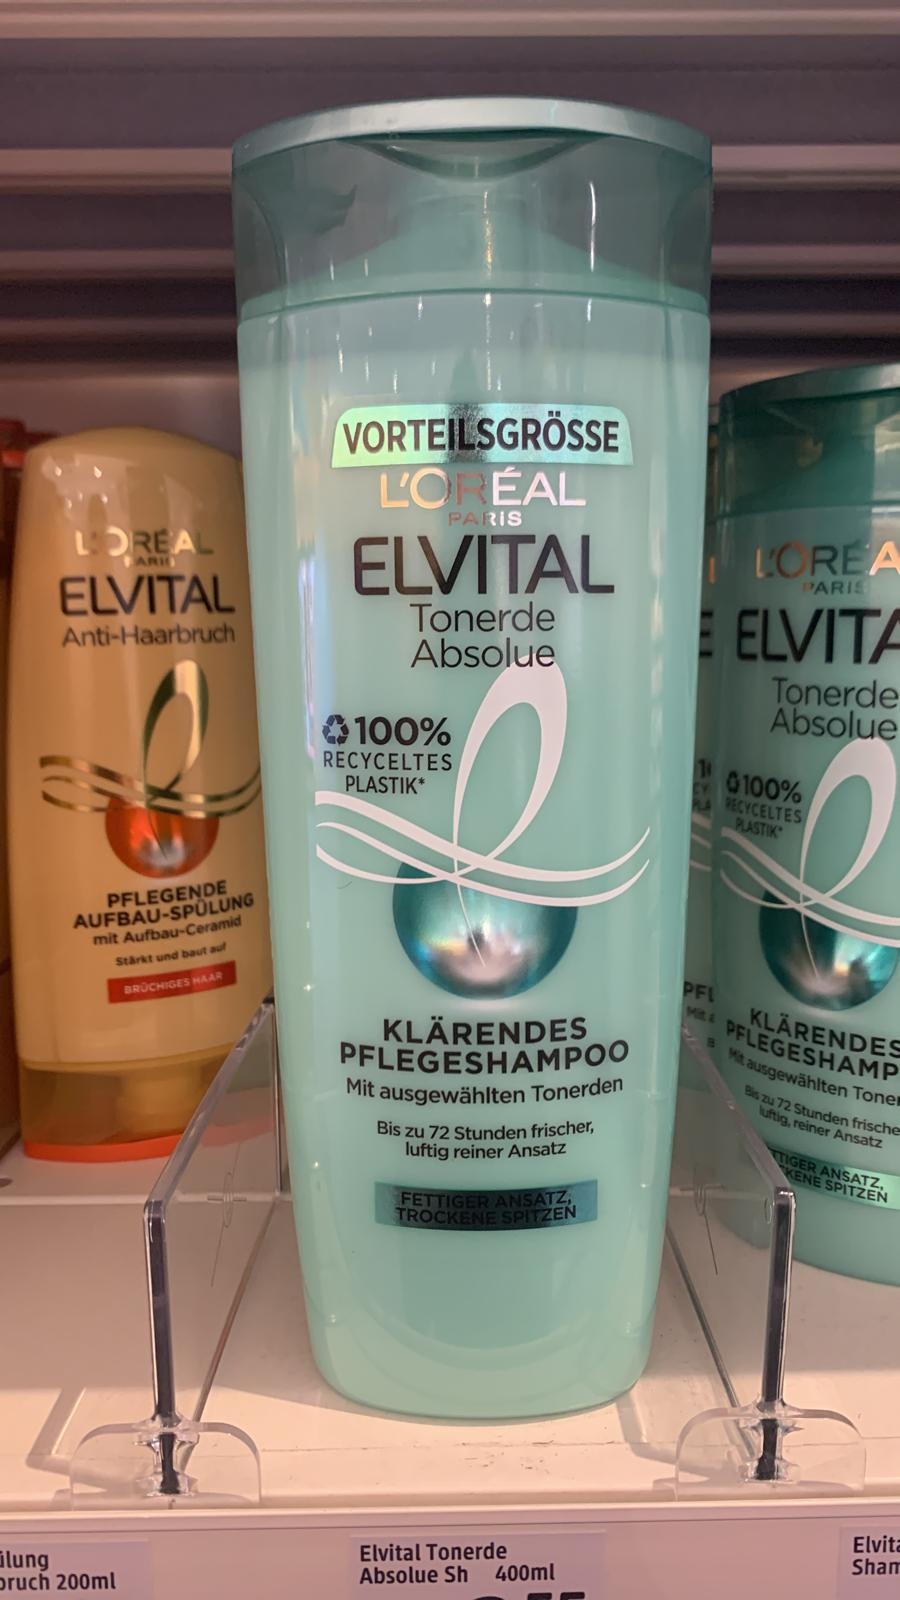 VORTEILSGRÖSSE
L'ORÉAL
PARIS
ELVITAL
Tonerde
Absolue
100%
RECYCELTES
PLASTIK*
KLÄRENDES
PFLEGESHAMPOO
Mit ausgewählten Tonerden
Bis zu 72 Stunden frischer,
luftig reiner Ansatz
FETTIGER ANSATZ,
TROCKENE SPITZEN
L'ORÉAL
PARIS
ELVITAL
Anti-Haarbruch
PFLEGENDE
AUFBAU-SPÜLUNG
mit Aufbau-Ceramid
Stärkt und baut auf
BRÜCHIGES HAAR
L'ORÉA
PARIS
ELVITA
Tonerde
Absolue
100%
RECYCELTES
PLASTIK*
KLÄRENDES
PFLEGESHAMP
Mit ausgewählten Toner
Bis zu 72 Stunden frische
luftig, reiner Ansatz
TTIGER ANSATZ,
KENE SPITZEN
ülung
bruch 200ml
Elvital Tonerde
Absolue Sh 400ml
Elvita
Sham